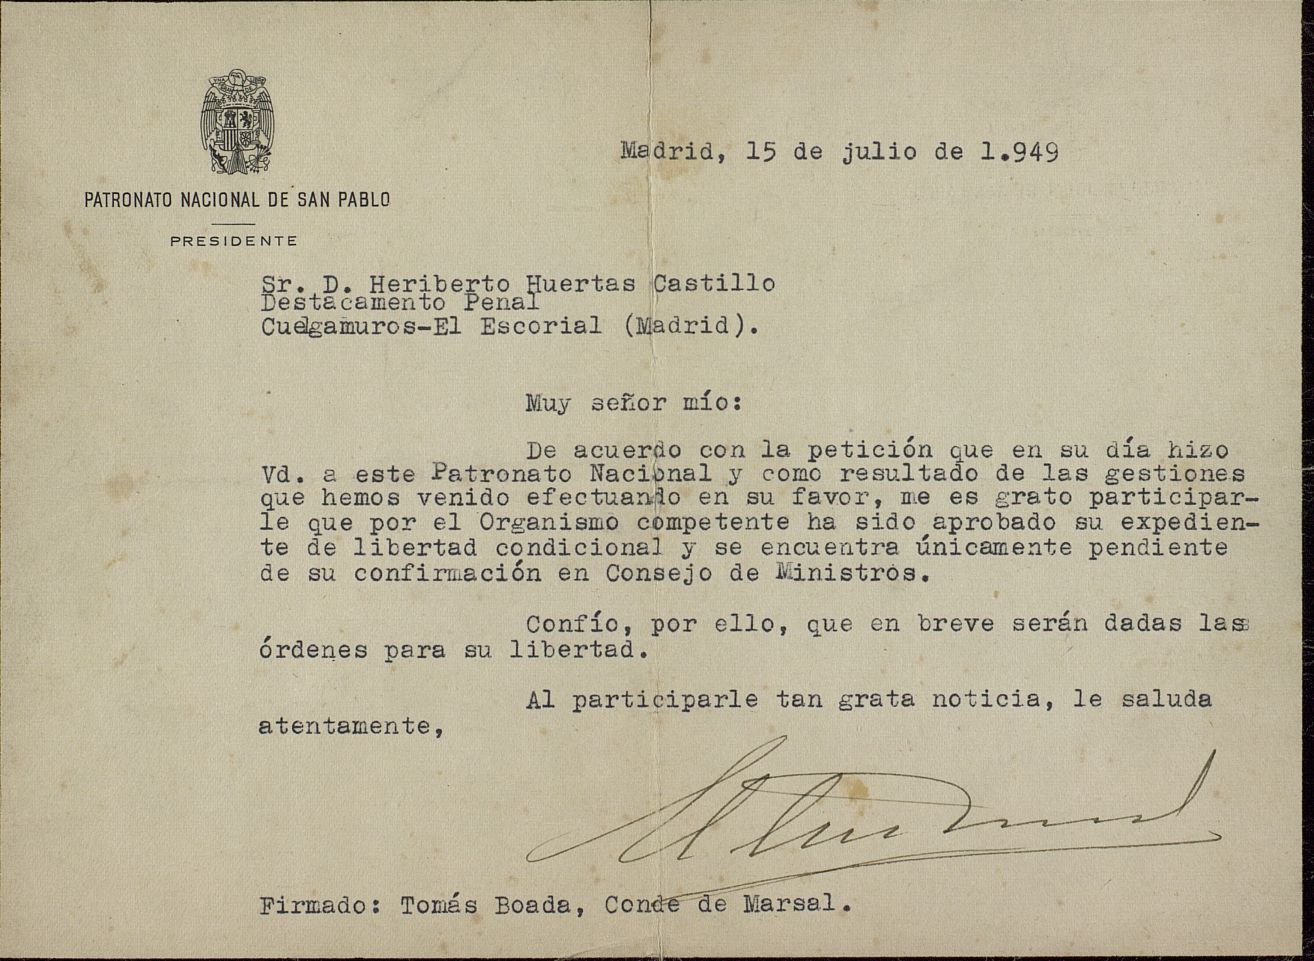 PATRONATO NACIONAL DE SAN PABLO
PRESIDENTE
Madrid, 15 de julio de 1.949
Sr. D. Heriberto Huertas Castillo
Destacamento Penal
Cuelgamuros-El Escorial (Madrid).
Muy señor mío:
De acuerdo con la petición que en su día hizo
Vd. a este Patronato Nacional y como resultado de las gestiones
que hemos venido efectuando en su favor, me es grato participar-
le que por el Organismo competente ha sido aprobado su expedien-
te de libertad condicional y se encuentra únicamente pendiente
de su confirmación en Consejo de Ministros.
Confío, por ello, que en breve serán dadas las
órdenes para su libertad.
Al participarle tan grata noticia, le saluda
atentamente,
Firmado: Tomás Boada, Conde de Marsal.